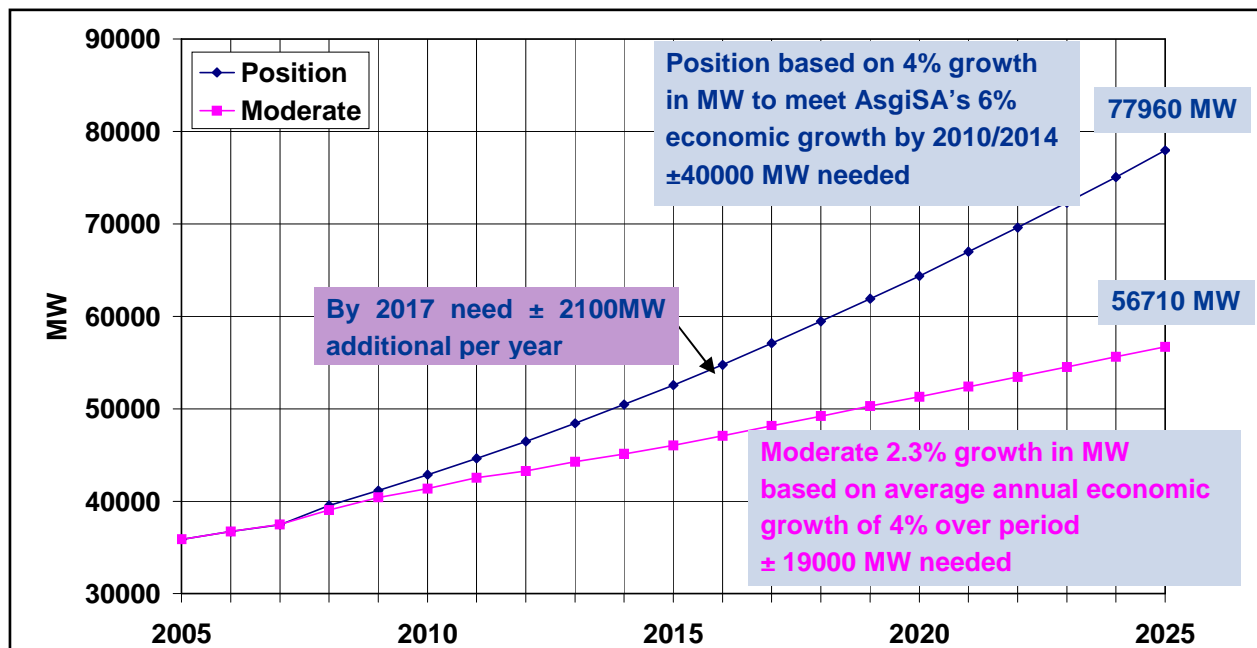 90000
80000
70000
60000
50000
40000
30000
MW
Position
Moderate
Position based on 4% growth
in MW to meet AsgiSA’s 6%
economic growth by 2010/2014
±40000 MW needed
77960 MW
By 2017 need ± 2100MW
additional per year
56710 MW
Moderate 2.3% growth in MW
based on average annual economic
growth of 4% over period
± 19000 MW needed
2005
2010
2015
2020
2025